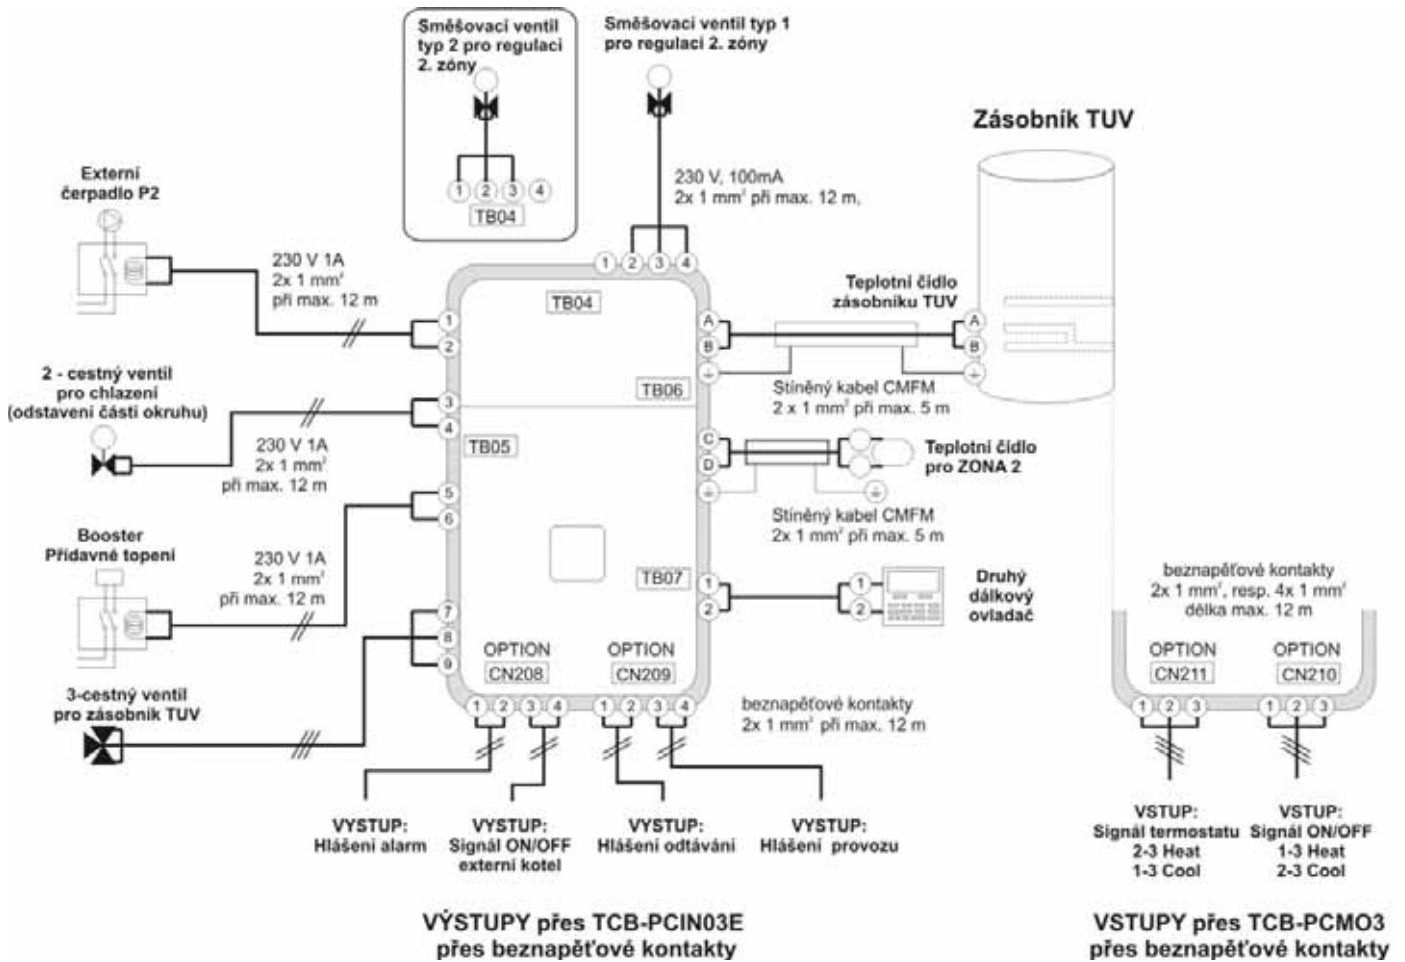 Směšovací ventil
typ 2 pro regulaci
2. zóny
1 2 3 4
TB04
Směšovací ventil typ 1
pro regulaci 2. zóny
230 V, 100mA
2x 1 mm² při max. 12 m,
1 2 3 4
TB04
Zásobník TUV
Externí
čerpadlo P2
230 V 1A
2x 1 mm²
při max. 12 m
1
2
2 - cestný ventil
pro chlazení
(odstavení části okruhu)
230 V 1A
2x 1 mm²
při max. 12 m
3
4
TB05
Booster
Přídavné topení
230 V 1A
2x 1 mm²
při max. 12 m
5
6
3-cestný ventil
pro zásobník TUV
7
8
9
Teplotní čidlo
zásobníku TUV
A
B
A
B
TB06
Stíněný kabel CMFM
2 x 1 mm² při max. 5 m
C
D
Teplotní čidlo
pro ZONA 2
Stíněný kabel CMFM
2x 1 mm² při max. 5 m
TB07
1
2
1
2
Druhý
dálkový
ovladač
OPTION
CN208
1 2 3 4
OPTION
CN209
1 2 3 4
beznapěťové kontakty
2x 1 mm² při max. 12 m
VÝSTUP:
Hlášení alarm
VÝSTUP:
Signál ON/OFF
externí kotel
VÝSTUP:
Hlášení odtávání
VÝSTUP:
Hlášení provozu
VÝSTUPY přes TCB-PCIN03E
přes beznapěťové kontakty
beznapěťové kontakty
2x 1 mm², resp. 4x 1 mm²
délka max. 12 m
OPTION
CN211
1 2 3
OPTION
CN210
1 2 3
VSTUP:
Signál termostatu
2-3 Heat
1-3 Cool
VSTUP:
Signál ON/OFF
1-3 Heat
2-3 Cool
VSTUPY přes TCB-PCMO3
přes beznapěťové kontakty